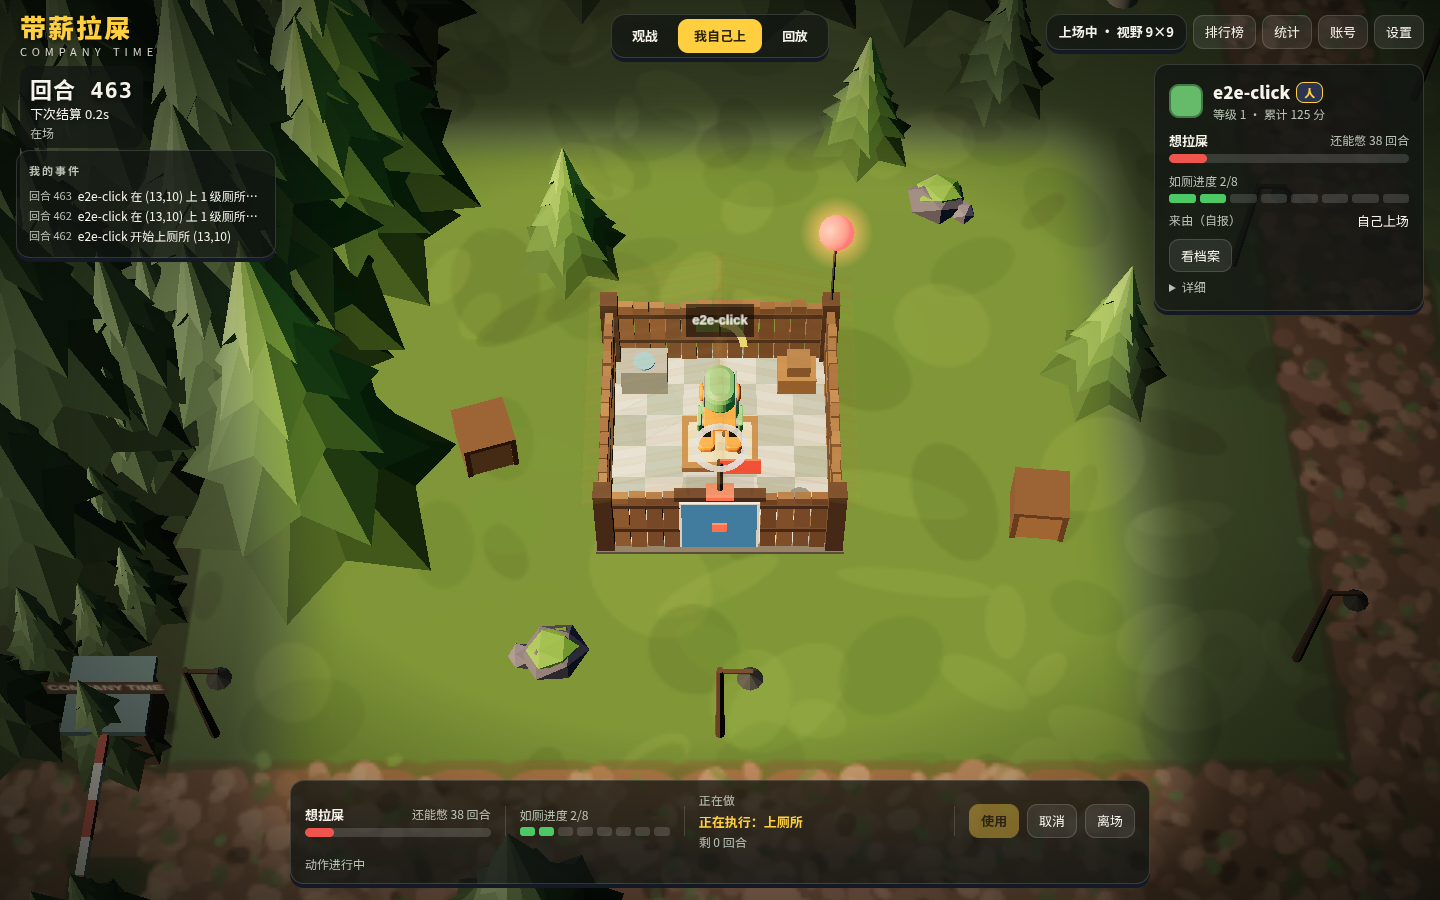 带薪拉屎
COMPANY TIME
回合 463
下次结算 0.2s
在场
我的事件
回合 463 e2e-click 在 (13,10) 上 1 级厕所…
回合 462 e2e-click 在 (13,10) 上 1 级厕所…
回合 462 e2e-click 开始上厕所 (13,10)
观战 我自己上 回放
上场中 · 视野 9×9 排行榜 统计 账号 设置
e2e-click 人
等级 1 · 累计 125 分
想拉屎 还能憋 38 回合
如厕进度 2/8
来由（自报） 自己上场
看档案
▶ 详细
e2e-click
COMPANY TIME
想拉屎 还能憋 38 回合
动作进行中
如厕进度 2/8
正在做
正在执行：上厕所
剩 0 回合
使用 取消 离场